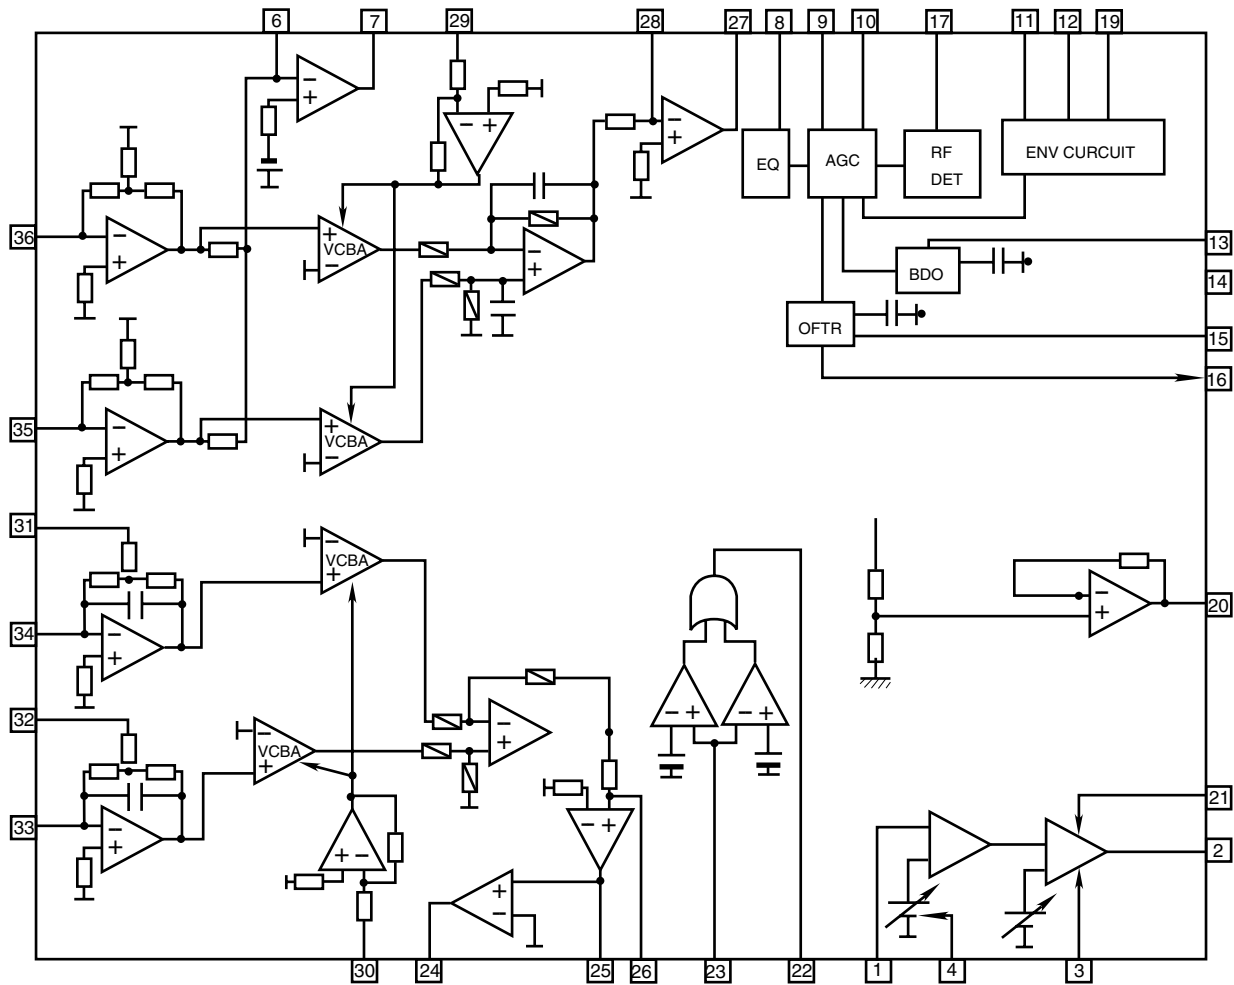 6 7 29 28 27 8 9 10 17 11 12 19
− +
− +
− +
EQ AGC RF DET ENV CURCUIT
36
− +
+ VCBA −
− +
13
BDO
14
OFTR
15
16
35
− +
+ VCBA −
31
− VCBA +
34
− +
− +
20
32
− VCBA +
− +
− + − +
33
− +
− +
+ −
21
2
+ −
30 24 25 26 23 22 1 4 3